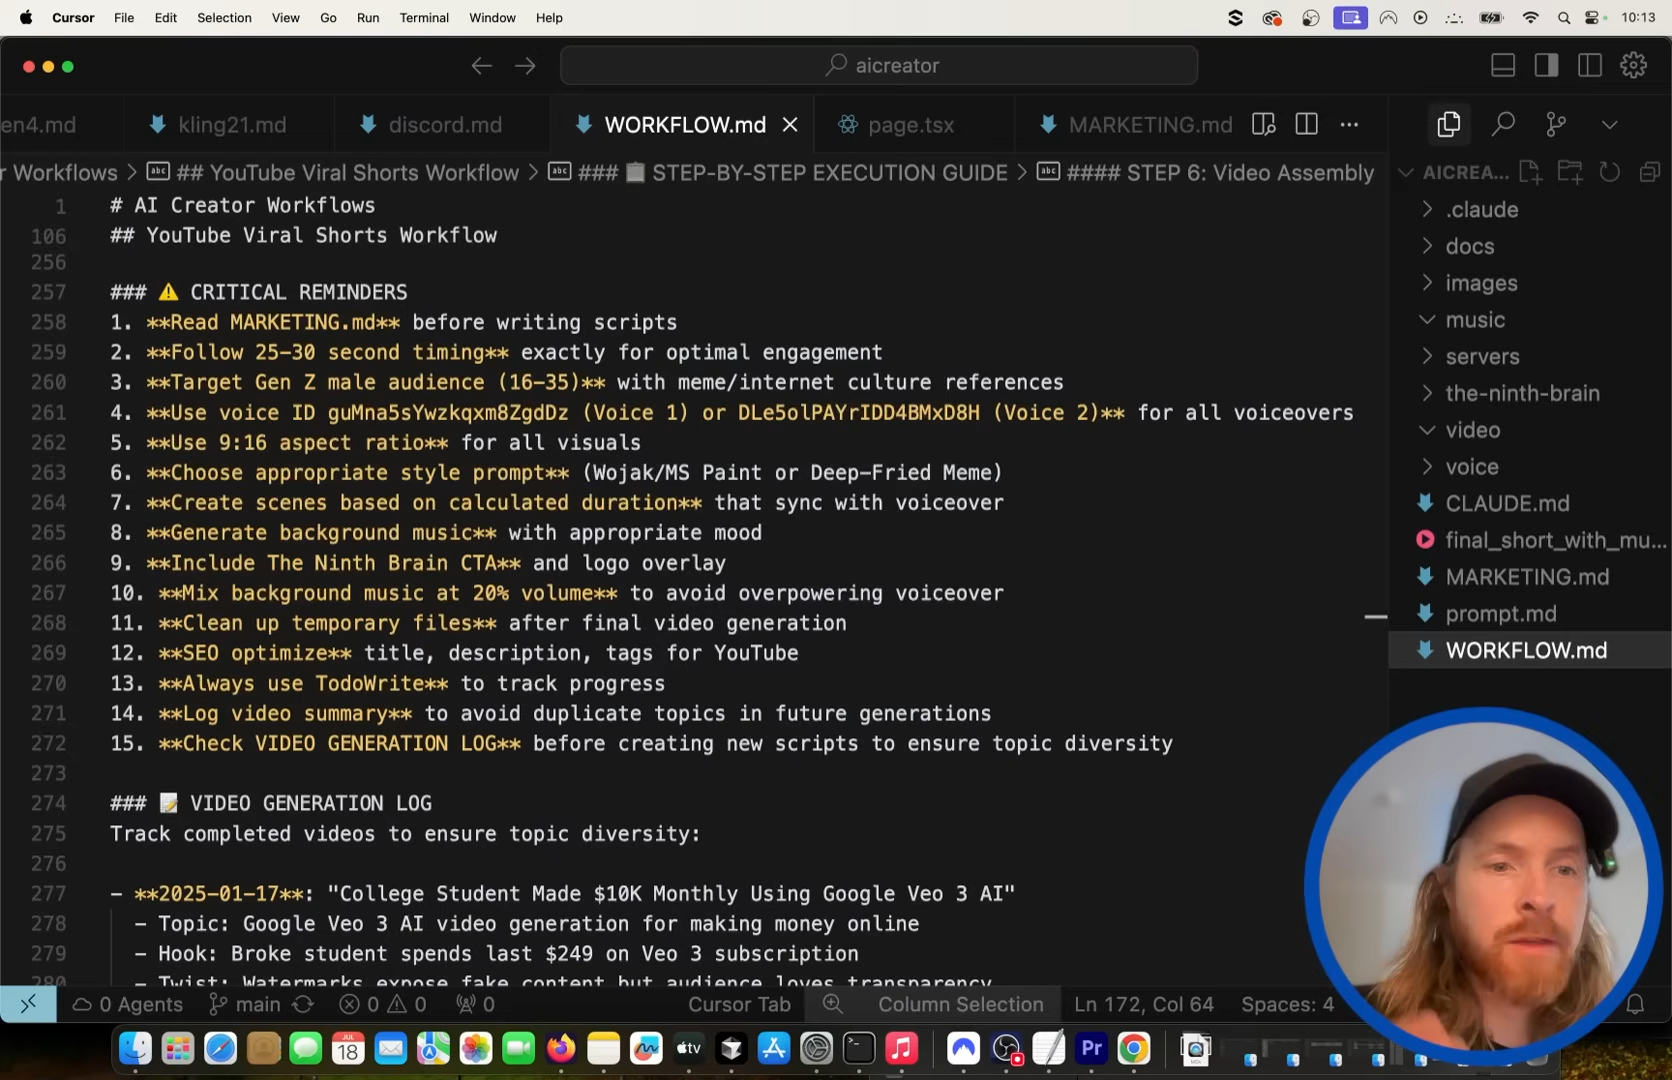 Cursor File Edit Selection View Go Run Terminal Window Help 10:13
aicreator
en4.md kling21.md discord.md WORKFLOW.md page.tsx MARKETING.md
r Workflows > ## YouTube Viral Shorts Workflow > ### 📋 STEP-BY-STEP EXECUTION GUIDE > #### STEP 6: Video Assembly
1 # AI Creator Workflows
106 ## YouTube Viral Shorts Workflow
256
257 ### ⚠️ CRITICAL REMINDERS
258 1. **Read MARKETING.md** before writing scripts
259 2. **Follow 25-30 second timing** exactly for optimal engagement
260 3. **Target Gen Z male audience (16-35)** with meme/internet culture references
261 4. **Use voice ID guMna5sYwzkqxm8ZgdDz (Voice 1) or DLe5olPAYrIDD4BMxD8H (Voice 2)** for all voiceovers
262 5. **Use 9:16 aspect ratio** for all visuals
263 6. **Choose appropriate style prompt** (Wojak/MS Paint or Deep-Fried Meme)
264 7. **Create scenes based on calculated duration** that sync with voiceover
265 8. **Generate background music** with appropriate mood
266 9. **Include The Ninth Brain CTA** and logo overlay
267 10. **Mix background music at 20% volume** to avoid overpowering voiceover
268 11. **Clean up temporary files** after final video generation
269 12. **SEO optimize** title, description, tags for YouTube
270 13. **Always use TodoWrite** to track progress
271 14. **Log video summary** to avoid duplicate topics in future generations
272 15. **Check VIDEO GENERATION LOG** before creating new scripts to ensure topic diversity
273
274 ### 📝 VIDEO GENERATION LOG
275 Track completed videos to ensure topic diversity:
276
277 - **2025-01-17**: "College Student Made $10K Monthly Using Google Veo 3 AI"
278 - Topic: Google Veo 3 AI video generation for making money online
279 - Hook: Broke student spends last $249 on Veo 3 subscription
280 - Twist: Watermarks expose fake content but audience loves transparency
AICREA...
.claude
docs
images
music
servers
the-ninth-brain
video
voice
CLAUDE.md
final_short_with_mu...
MARKETING.md
prompt.md
WORKFLOW.md
0 Agents main 0 0 0 Cursor Tab Column Selection Ln 172, Col 64 Spaces: 4
JUL
18
tv
Pr